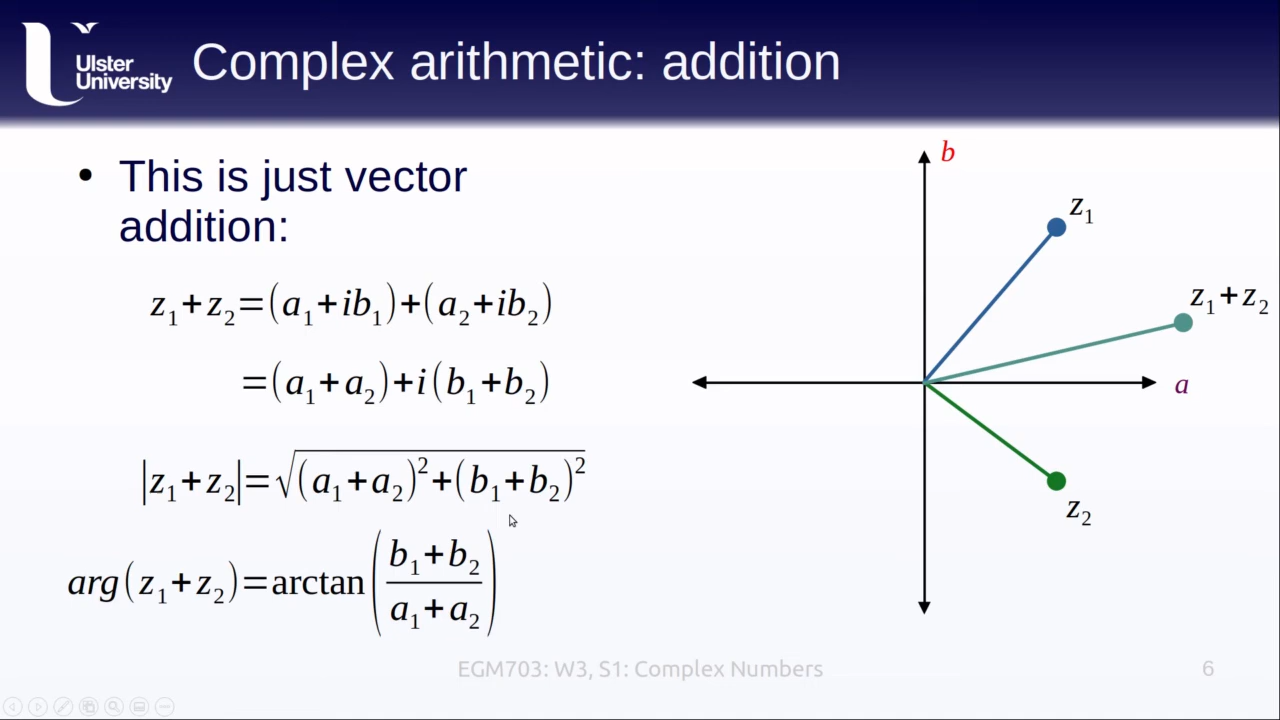 Ulster
University
Complex arithmetic: addition
• This is just vector
addition:
z₁+z₂=(a₁+ib₁)+(a₂+ib₂)
=(a₁+a₂)+i(b₁+b₂)
|z₁+z₂|=√((a₁+a₂)²+(b₁+b₂)²)
arg(z₁+z₂)=arctan((b₁+b₂)/(a₁+a₂))
b
z₁
z₁+z₂
a
z₂
EGM703: W3, S1: Complex Numbers
6